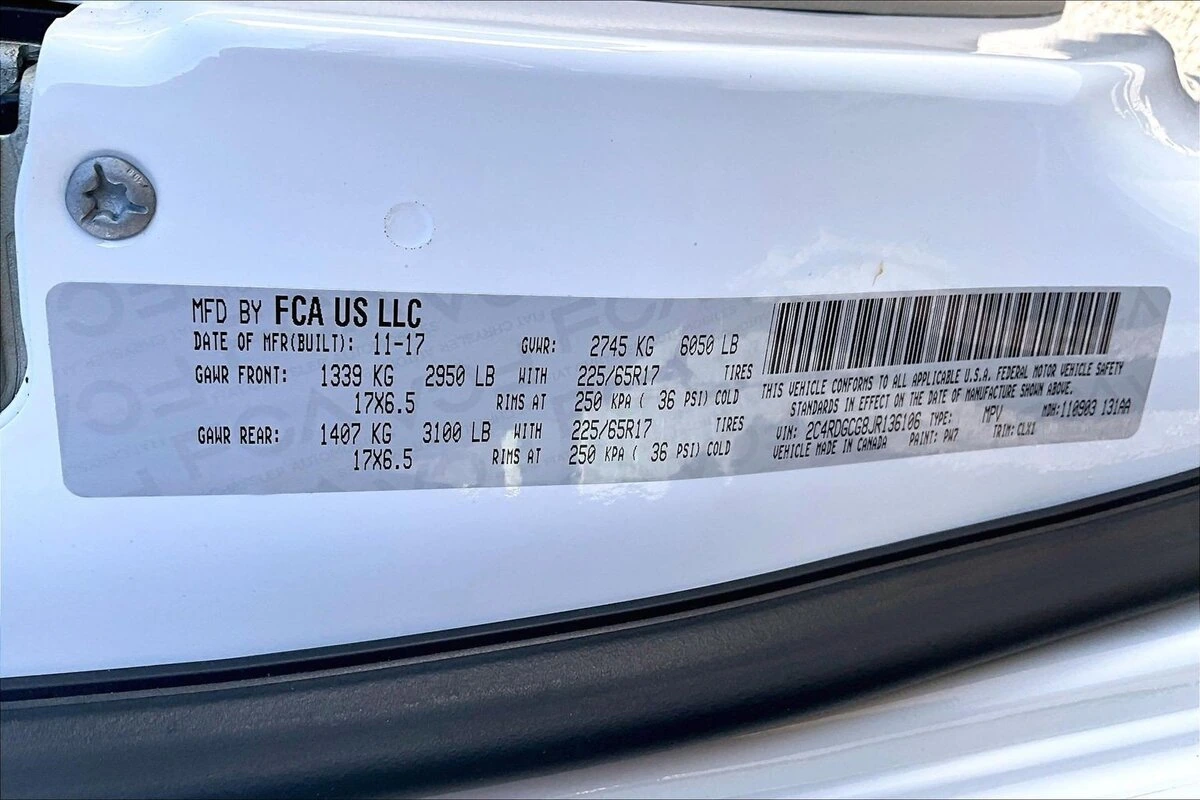 MFD BY FCA US LLC
DATE OF MFR(BUILT): 11-17 GVWR: 2745 KG 6050 LB
GAWR FRONT: 1339 KG 2950 LB WITH 225/65R17 TIRES
17X6.5 RIMS AT 250 KPA ( 36 PSI) COLD
GAWR REAR: 1407 KG 3100 LB WITH 225/65R17 TIRES
17X6.5 RIMS AT 250 KPA ( 36 PSI) COLD
THIS VEHICLE CONFORMS TO ALL APPLICABLE U.S.A. FEDERAL MOTOR VEHICLE SAFETY
STANDARDS IN EFFECT ON THE DATE OF MANUFACTURE SHOWN ABOVE.
VIN: 2C4RDGCG8JR136106 TYPE: MPV MDH: 110903 131AA
VEHICLE MADE IN CANADA PAINT: PW7 TRIM: CLX1